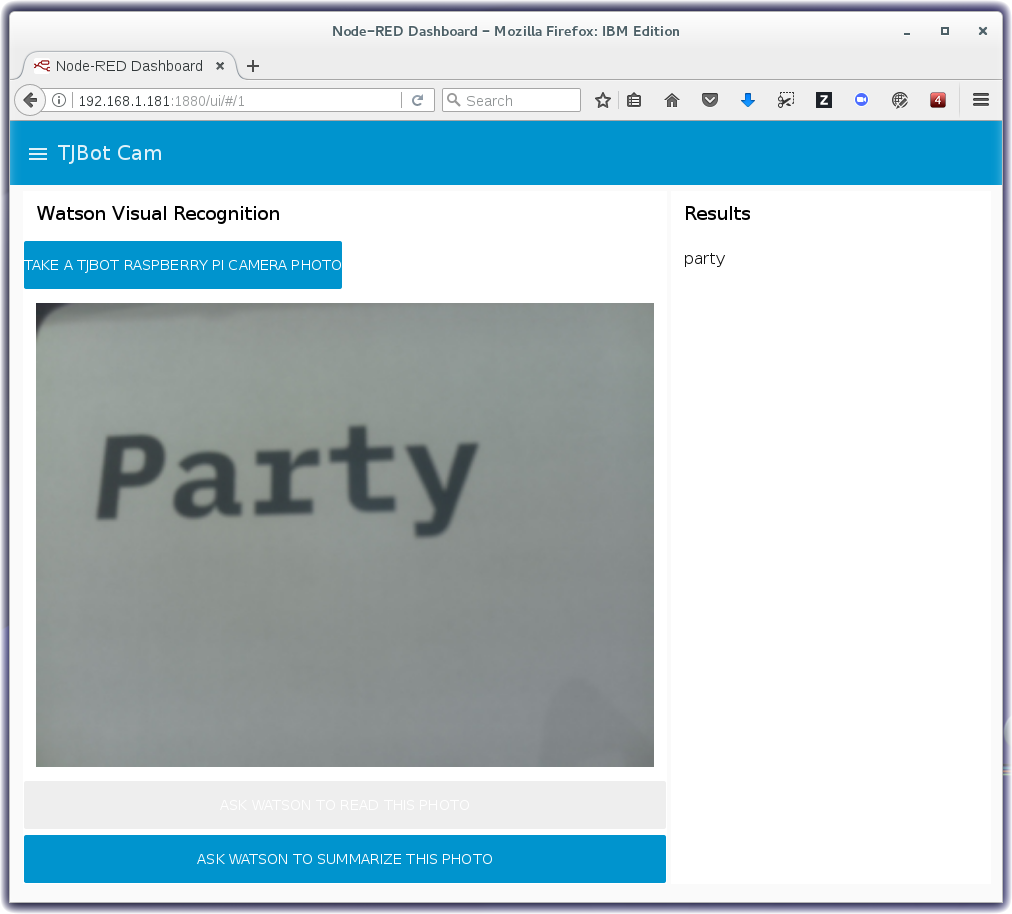 Node-RED Dashboard - Mozilla Firefox: IBM Edition
Node-RED Dashboard
192.168.1.181:1880/ui/#/1
Search
Z
4
TJBot Cam
Watson Visual Recognition
Results
TAKE A TJBOT RASPBERRY PI CAMERA PHOTO
party
Party
ASK WATSON TO READ THIS PHOTO
ASK WATSON TO SUMMARIZE THIS PHOTO